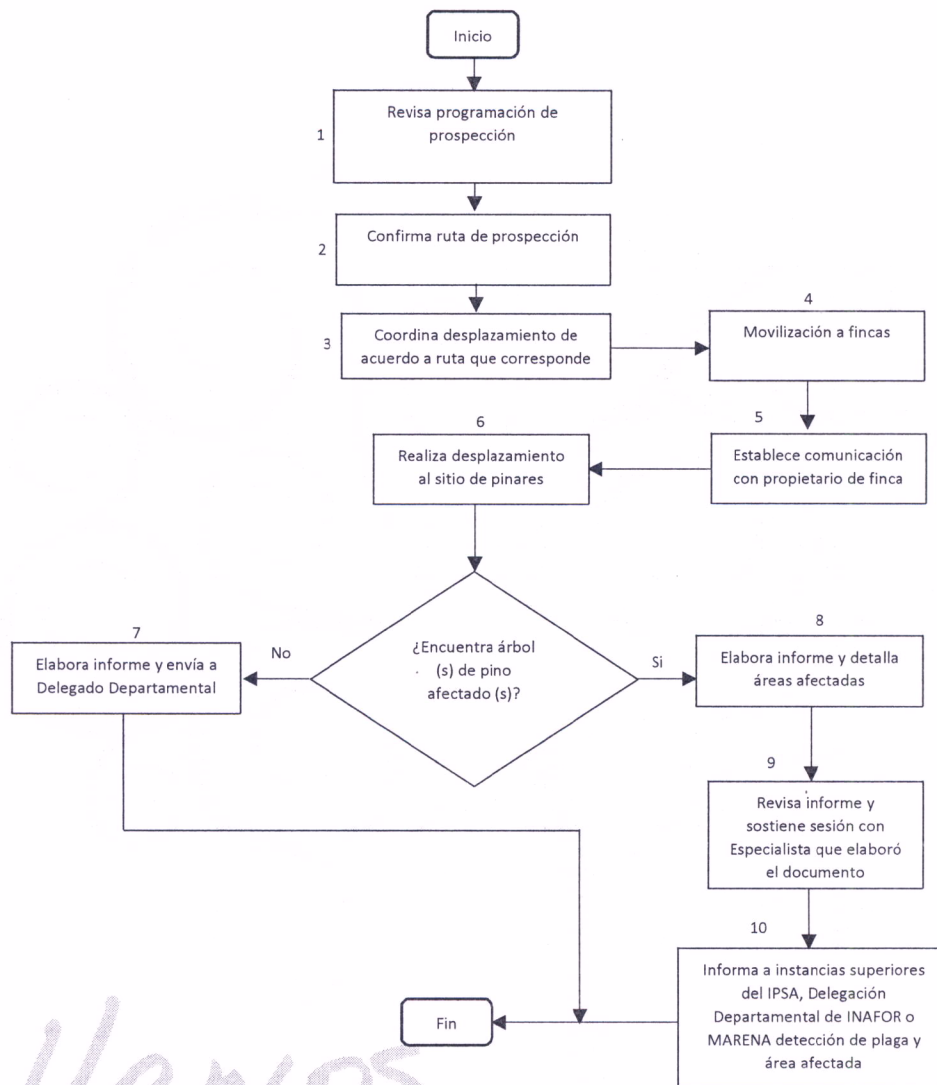 Inicio
1
Revisa programación de
prospección
2
Confirma ruta de prospección
3
Coordina desplazamiento de
acuerdo a ruta que corresponde
4
Movilización a fincas
5
Establece comunicación
con propietario de finca
6
Realiza desplazamiento
al sitio de pinares
¿Encuentra árbol
(s) de pino
afectado (s)?
No
Si
7
Elabora informe y envía a
Delegado Departamental
8
Elabora informe y detalla
áreas afectadas
9
Revisa informe y
sostiene sesión con
Especialista que elaboró
el documento
10
Informa a instancias superiores
del IPSA, Delegación
Departamental de INAFOR o
MARENA detección de plaga y
área afectada
Fin